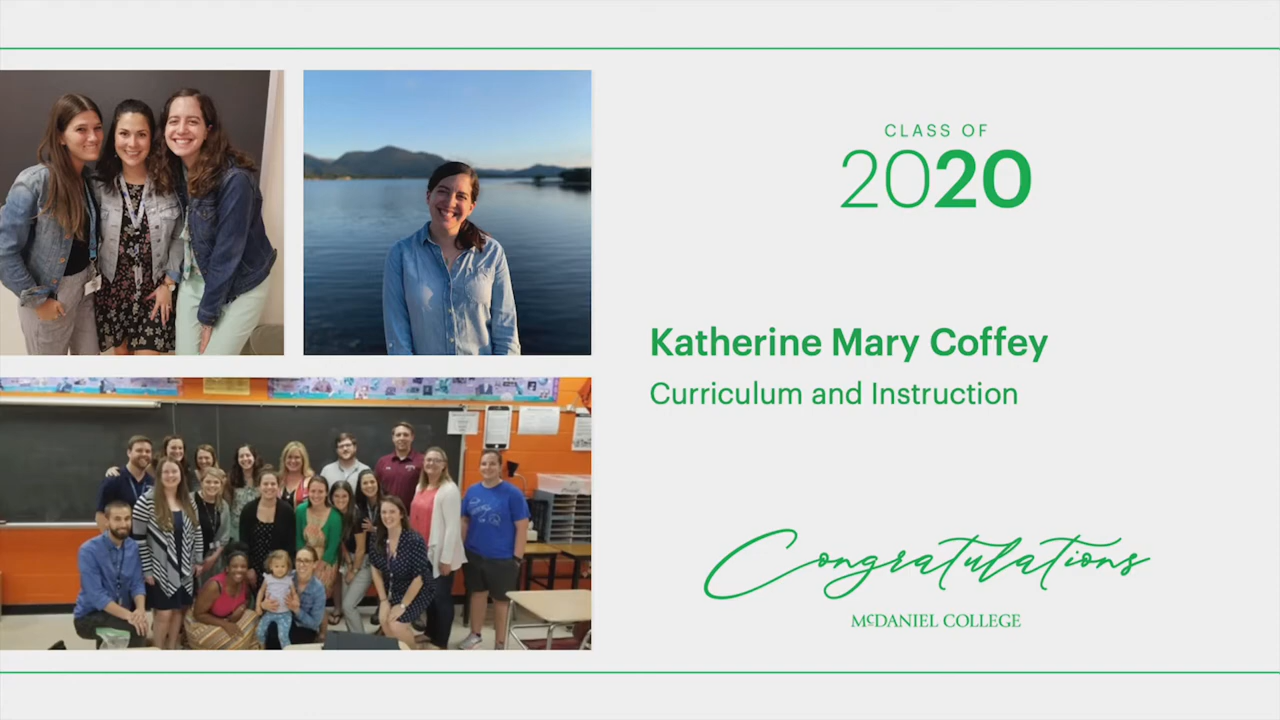 CLASS OF
2020
Katherine Mary Coffey
Curriculum and Instruction
Congratulations
McDANIEL COLLEGE